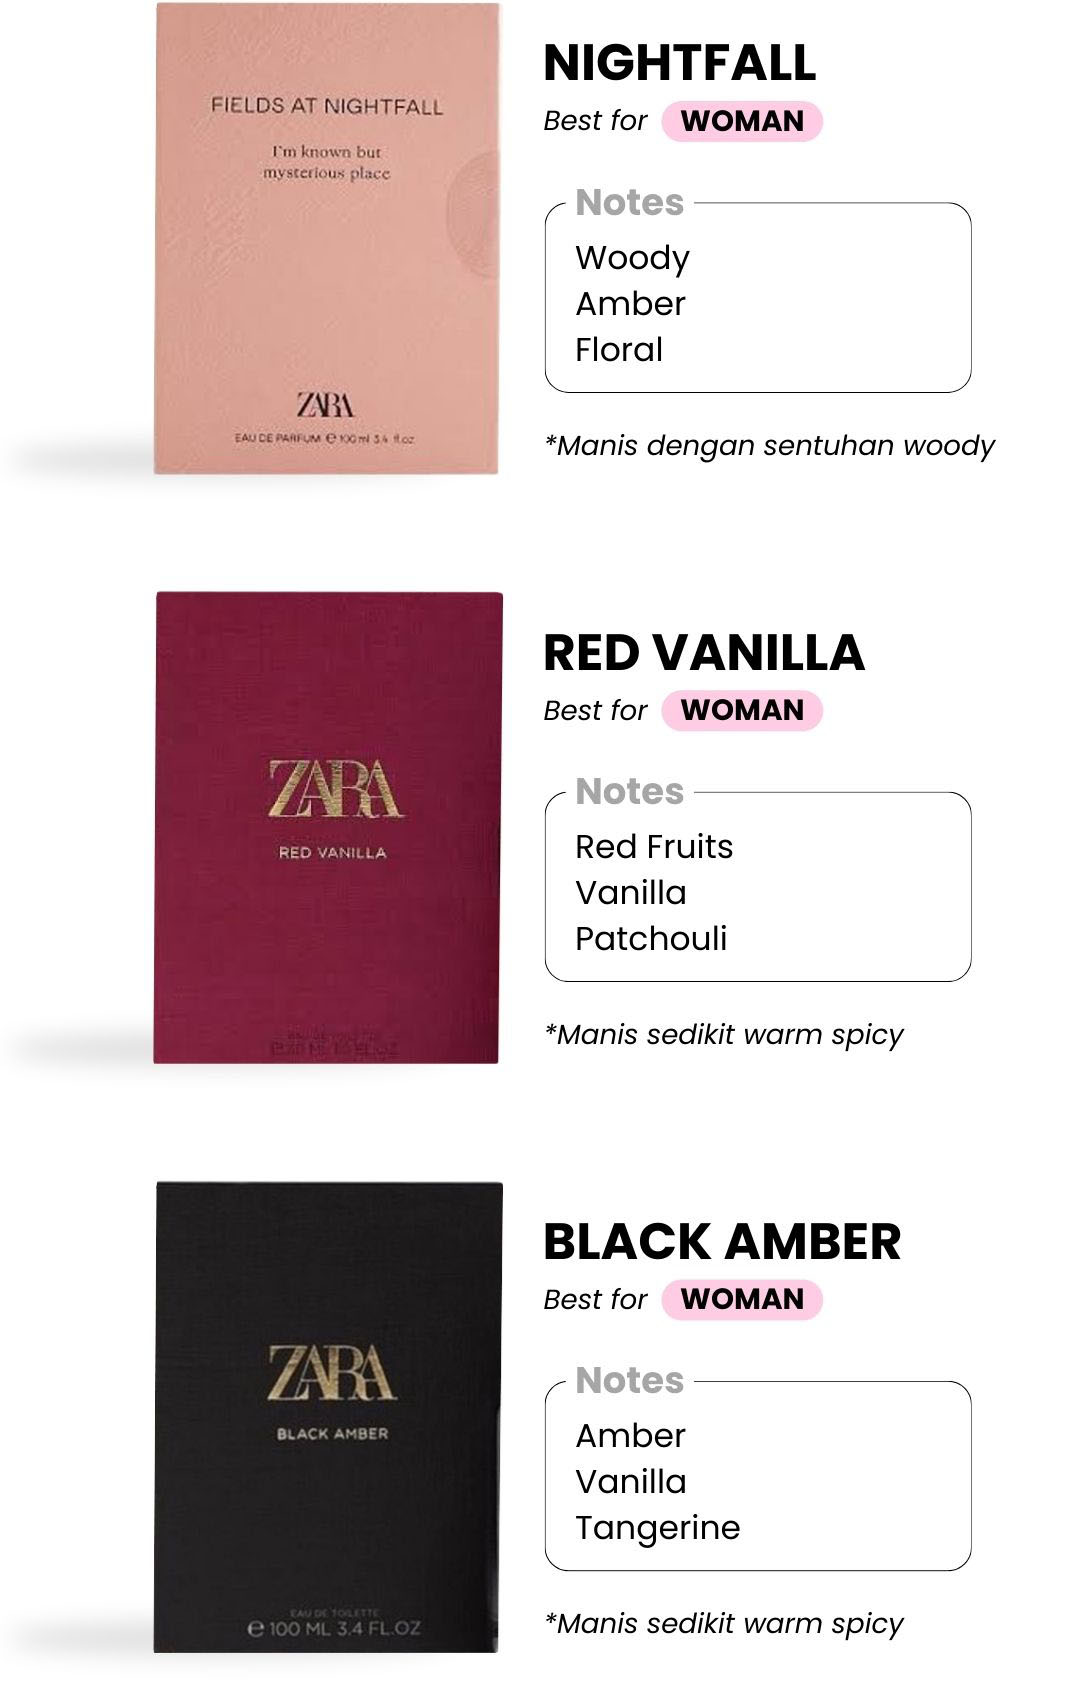 FIELDS AT NIGHTFALL
I'm known but
mysterious place
ZARA
EAU DE PARFUM e 100 ml 3.4 fl.oz
NIGHTFALL
Best for WOMAN
Notes
Woody
Amber
Floral
*Manis dengan sentuhan woody
ZARA
RED VANILLA
RED VANILLA
Best for WOMAN
Notes
Red Fruits
Vanilla
Patchouli
*Manis sedikit warm spicy
ZARA
BLACK AMBER
EAU DE TOILETTE
e 100 ML 3.4 FL.OZ
BLACK AMBER
Best for WOMAN
Notes
Amber
Vanilla
Tangerine
*Manis sedikit warm spicy